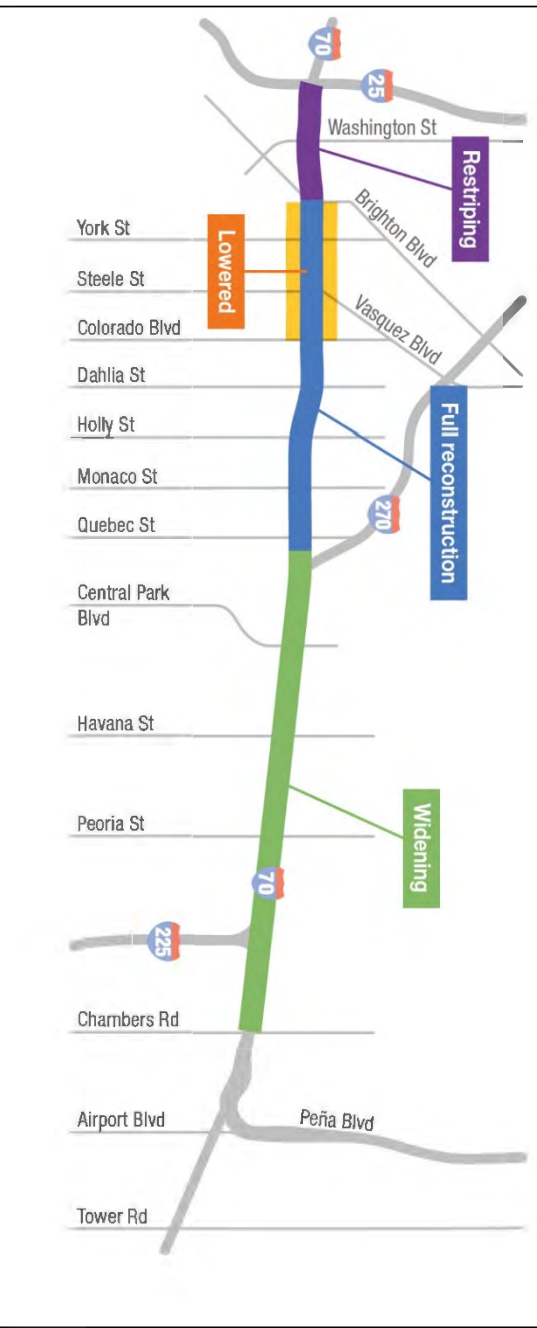 70
25
Washington St
Restriping
Brighton Blvd
York St
Lowered
Steele St
Vasquez Blvd
Colorado Blvd
Dahlia St
Full reconstruction
Holly St
Monaco St
270
Quebec St
Central Park
Blvd
Havana St
Widening
Peoria St
70
225
Chambers Rd
Airport Blvd
Peña Blvd
Tower Rd